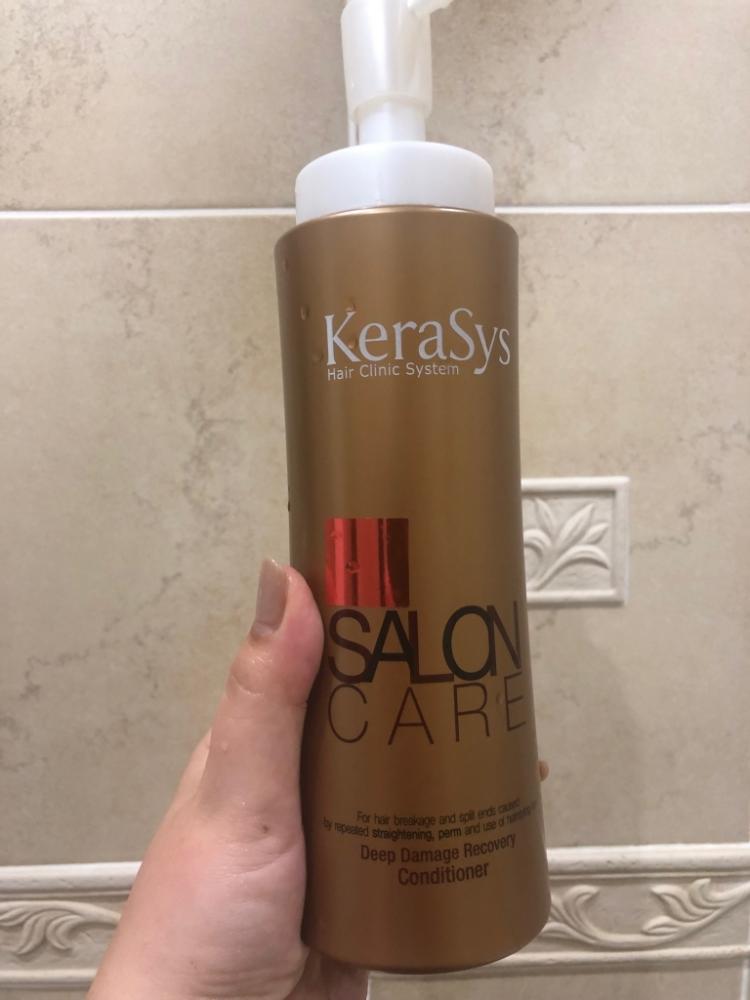 KeraSys
Hair Clinic System
SALON
CARE
For hair breakage and split ends caused
by repeated straightening, perm and use of
Deep Damage Recovery
Conditioner